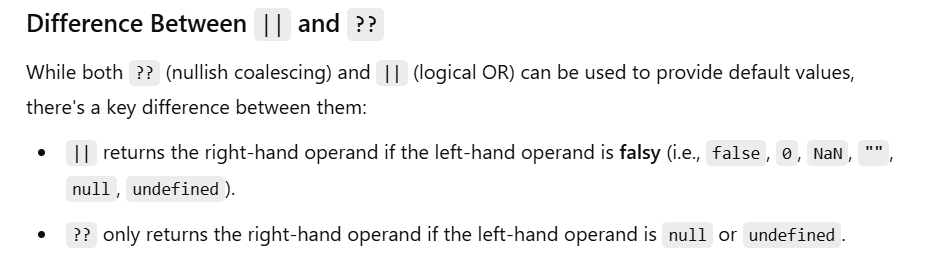 Difference Between || and ??
While both ?? (nullish coalescing) and || (logical OR) can be used to provide default values,
there's a key difference between them:
• || returns the right-hand operand if the left-hand operand is falsy (i.e., false, 0, NaN, "",
null, undefined).
• ?? only returns the right-hand operand if the left-hand operand is null or undefined.